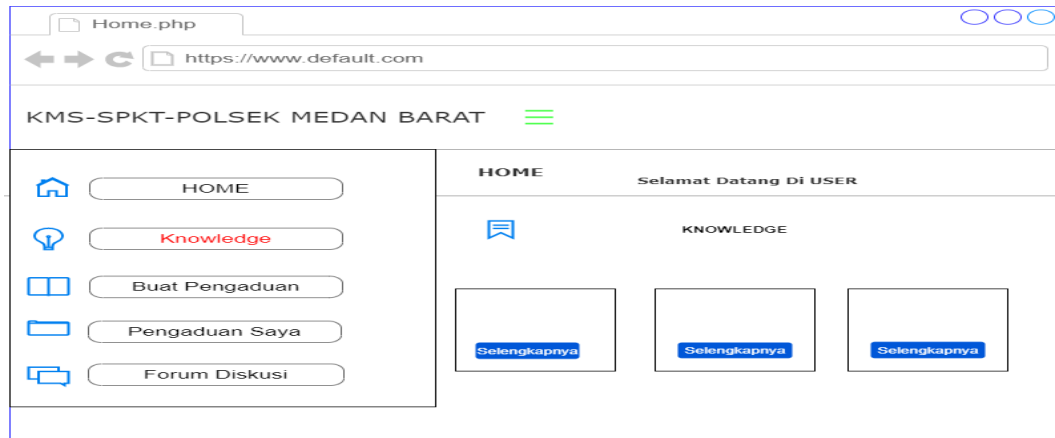 Home.php
https://www.default.com
KMS-SPKT-POLSEK MEDAN BARAT
HOME
Knowledge
Buat Pengaduan
Pengaduan Saya
Forum Diskusi
HOME
Selamat Datang Di USER
KNOWLEDGE
Selengkapnya
Selengkapnya
Selengkapnya